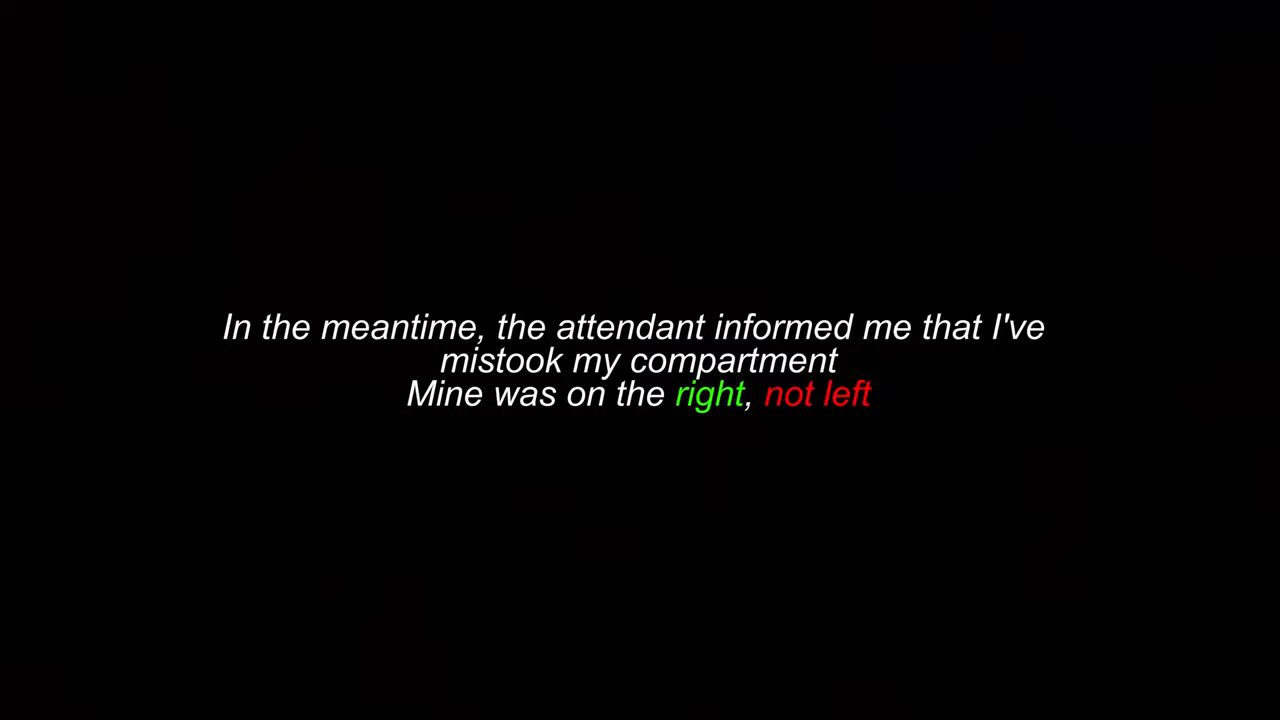 In the meantime, the attendant informed me that I've
mistook my compartment
Mine was on the right, not left